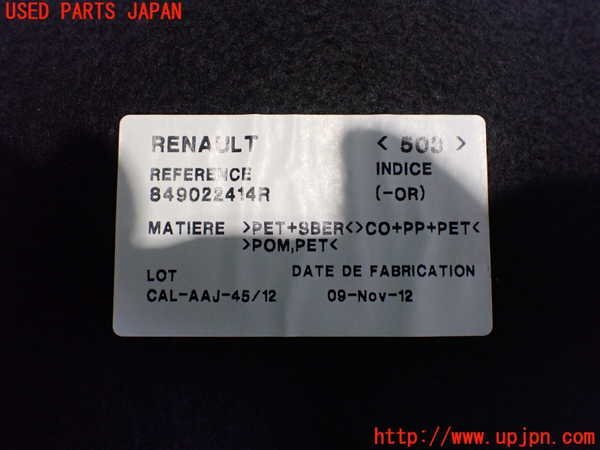 USED PARTS JAPAN
RENAULT < 503 >
REFERENCE INDICE
849022414R (-OR)
MATIERE >PET+SBER<>CO+PP+PET<
>POM,PET<
LOT DATE DE FABRICATION
CAL-AAJ-45/12 09-Nov-12
http://www.upjpn.com/